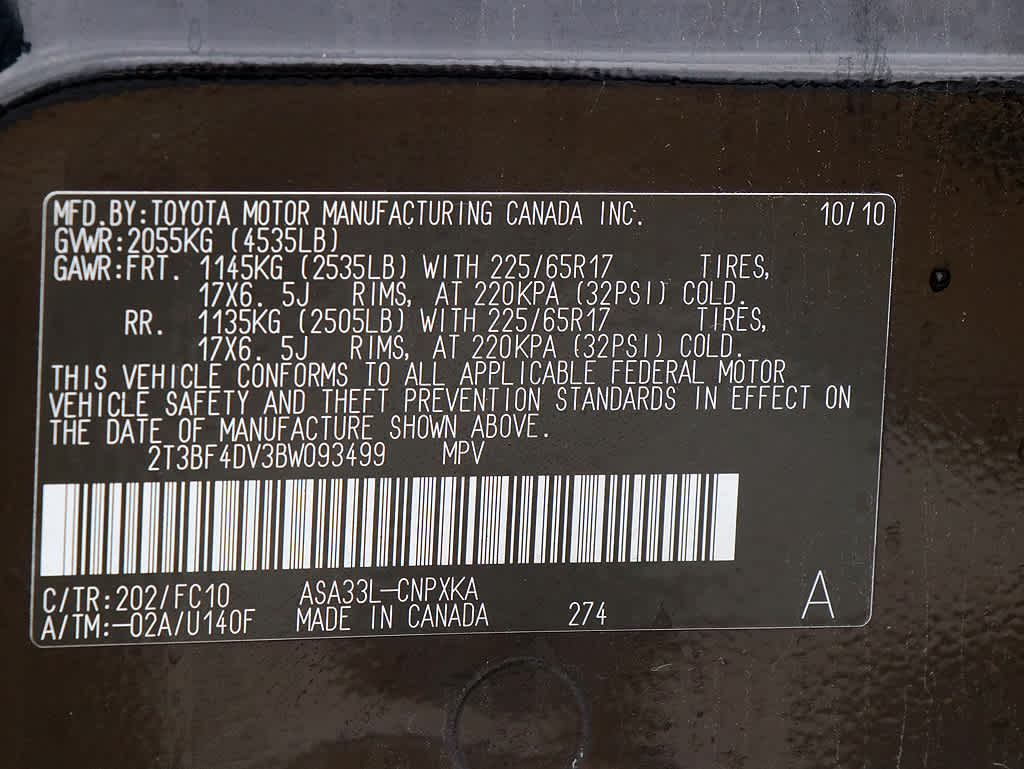 MFD.BY:TOYOTA MOTOR MANUFACTURING CANADA INC. 10/10
GVWR:2055KG (4535LB)
GAWR:FRT. 1145KG (2535LB) WITH 225/65R17 TIRES,
17X6. 5J RIMS, AT 220KPA (32PSI) COLD.
RR. 1135KG (2505LB) WITH 225/65R17 TIRES,
17X6. 5J RIMS, AT 220KPA (32PSI) COLD.
THIS VEHICLE CONFORMS TO ALL APPLICABLE FEDERAL MOTOR
VEHICLE SAFETY AND THEFT PREVENTION STANDARDS IN EFFECT ON
THE DATE OF MANUFACTURE SHOWN ABOVE.
2T3BF4DV3BW093499 MPV
C/TR:202/FC10 ASA33L-CNPXKA
A/TM:-02A/U140F MADE IN CANADA 274 A